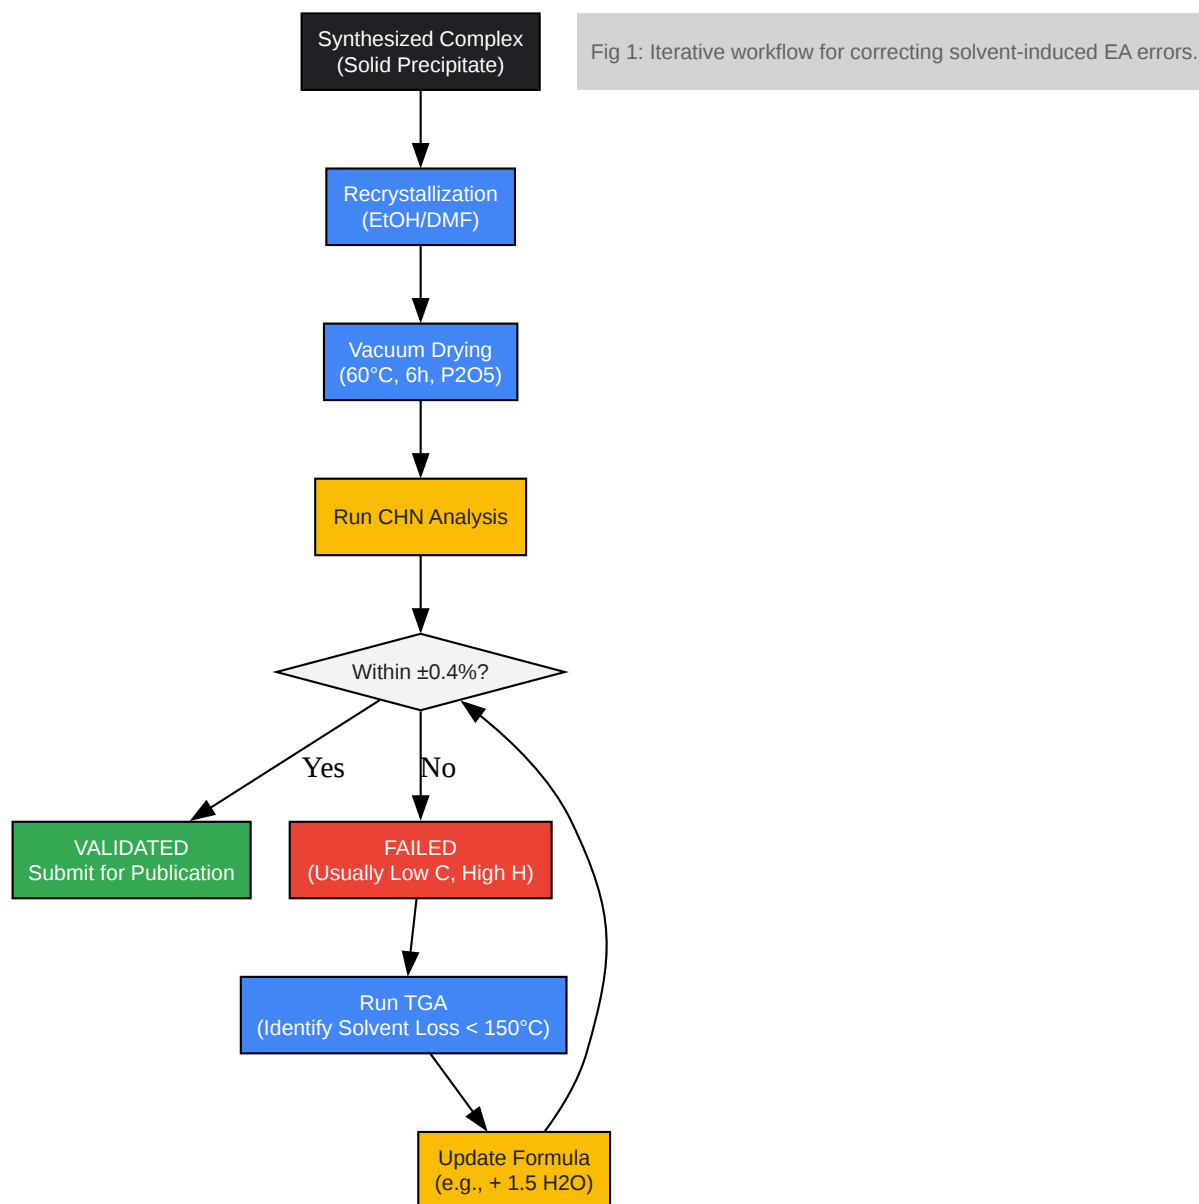 Synthesized Complex
(Solid Precipitate)
Fig 1: Iterative workflow for correcting solvent-induced EA errors.
Recrystallization
(EtOH/DMF)
Vacuum Drying
(60°C, 6h, P2O5)
Run CHN Analysis
Within ±0.4%?
Yes
No
VALIDATED
Submit for Publication
FAILED
(Usually Low C, High H)
Run TGA
(Identify Solvent Loss < 150°C)
Update Formula
(e.g., + 1.5 H2O)